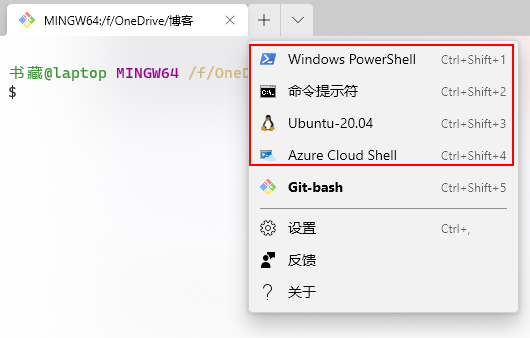 MINGW64:/f/OneDrive/博客
书藏@laptop MINGW64 /f/OneD
$
Windows PowerShell Ctrl+Shift+1
命令提示符 Ctrl+Shift+2
Ubuntu-20.04 Ctrl+Shift+3
Azure Cloud Shell Ctrl+Shift+4
Git-bash Ctrl+Shift+5
设置 Ctrl+,
反馈
关于